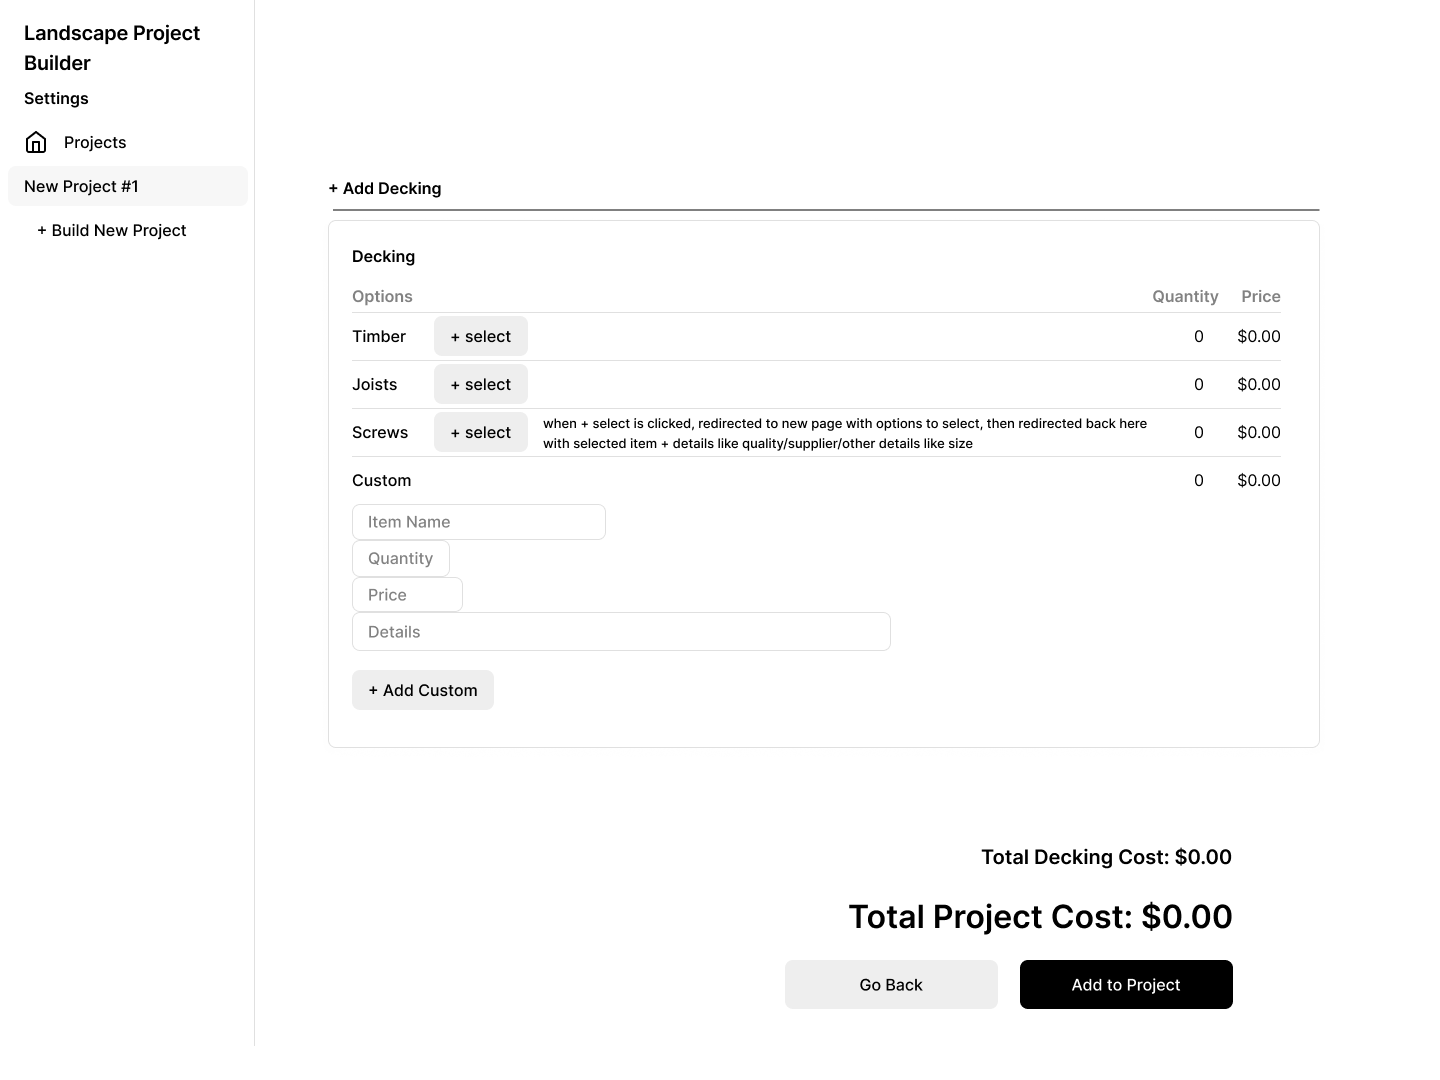 Landscape Project
Builder
Settings
Projects
New Project #1
+ Build New Project
+ Add Decking
Decking
Options Quantity Price
Timber + select 0 $0.00
Joists + select 0 $0.00
Screws + select when + select is clicked, redirected to new page with options to select, then redirected back here 0 $0.00
with selected item + details like quality/supplier/other details like size
Custom 0 $0.00
Item Name
Quantity
Price
Details
+ Add Custom
Total Decking Cost: $0.00
Total Project Cost: $0.00
Go Back Add to Project